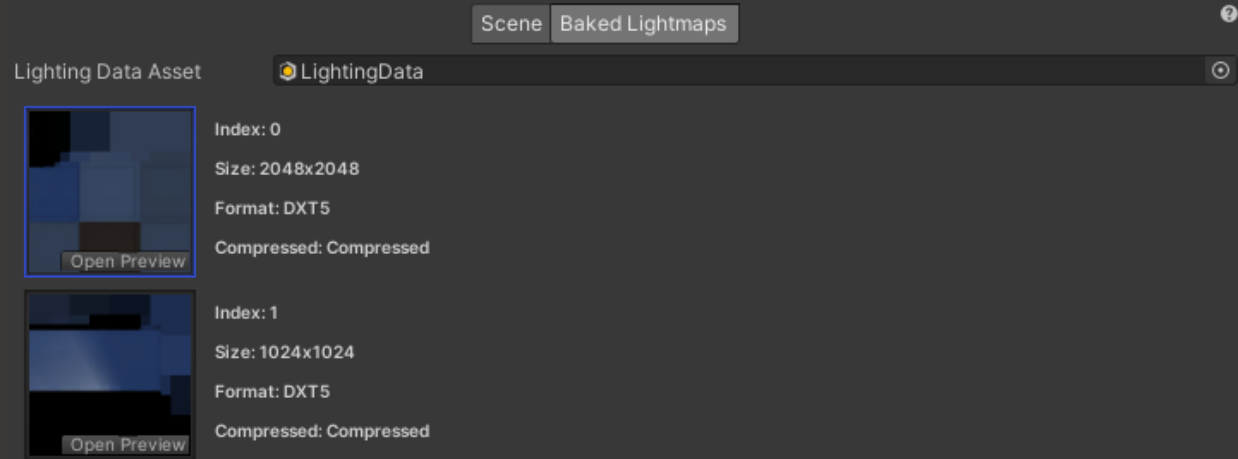 Scene Baked Lightmaps
Lighting Data Asset LightingData
Index: 0
Size: 2048x2048
Format: DXT5
Compressed: Compressed
Open Preview
Index: 1
Size: 1024x1024
Format: DXT5
Compressed: Compressed
Open Preview